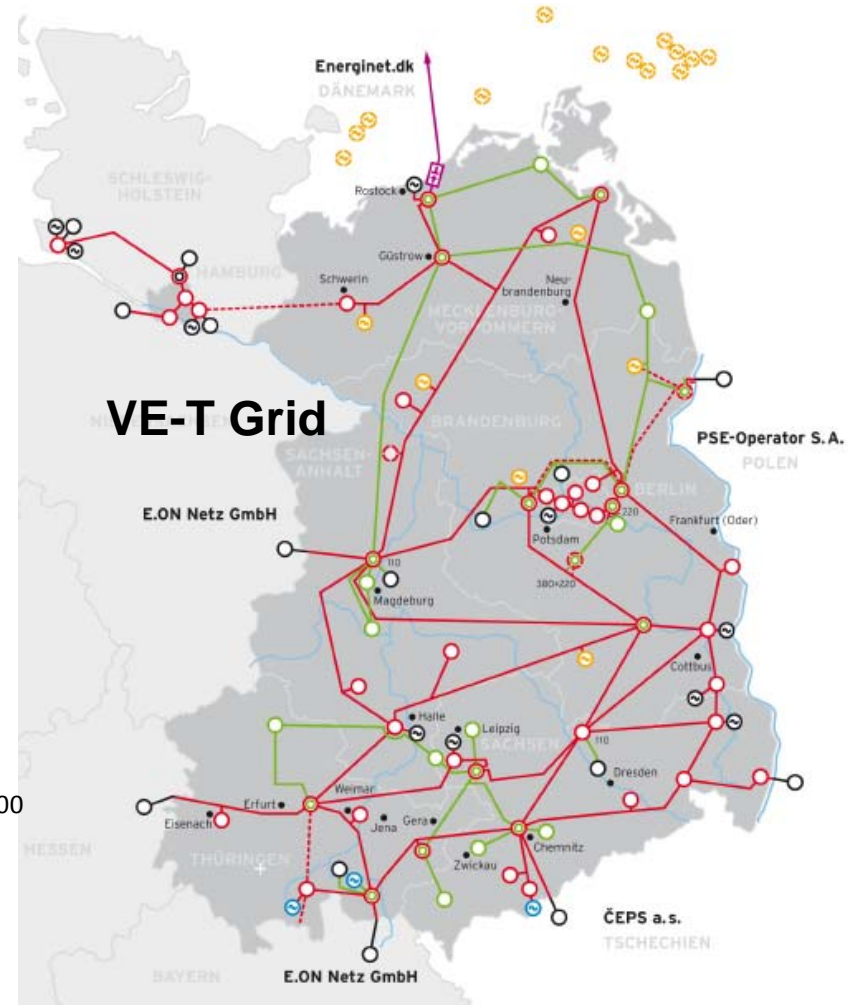 Energinet.dk
DÄNEMARK
SCHLESWIG-
HOLSTEIN
Rostock
HAMBURG
Güstrow
Schwerin
Neu-
brandenburg
MECKLENBURG-
VORPOMMERN
VE-T Grid
BRANDENBURG
SACHSEN-
ANHALT
PSE-Operator S.A.
POLEN
BERLIN
E.ON Netz GmbH
220
Frankfurt (Oder)
Potsdam
110
380+220
Magdeburg
Cottbus
Halle
Leipzig
SACHSEN
110
Dresden
00
Weimar
Erfurt
Eisenach
Jena
Gera
Chemnitz
HESSEN
THÜRINGEN
Zwickau
ČEPS a.s.
TSCHECHIEN
BAYERN
E.ON Netz GmbH